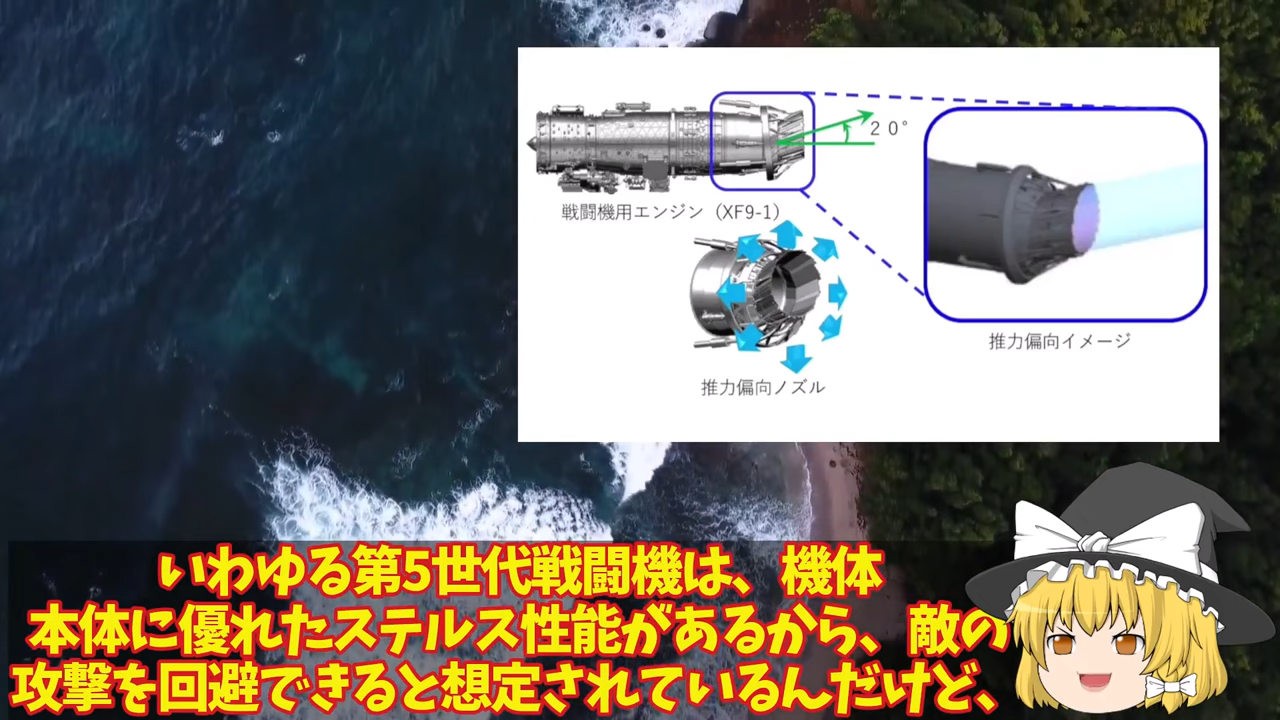 20°
戦闘機用エンジン（XF9-1）
推力偏向イメージ
推力偏向ノズル
いわゆる第5世代戦闘機は、機体
本体に優れたステルス性能があるから、敵の
攻撃を回避できると想定されているんだけど、